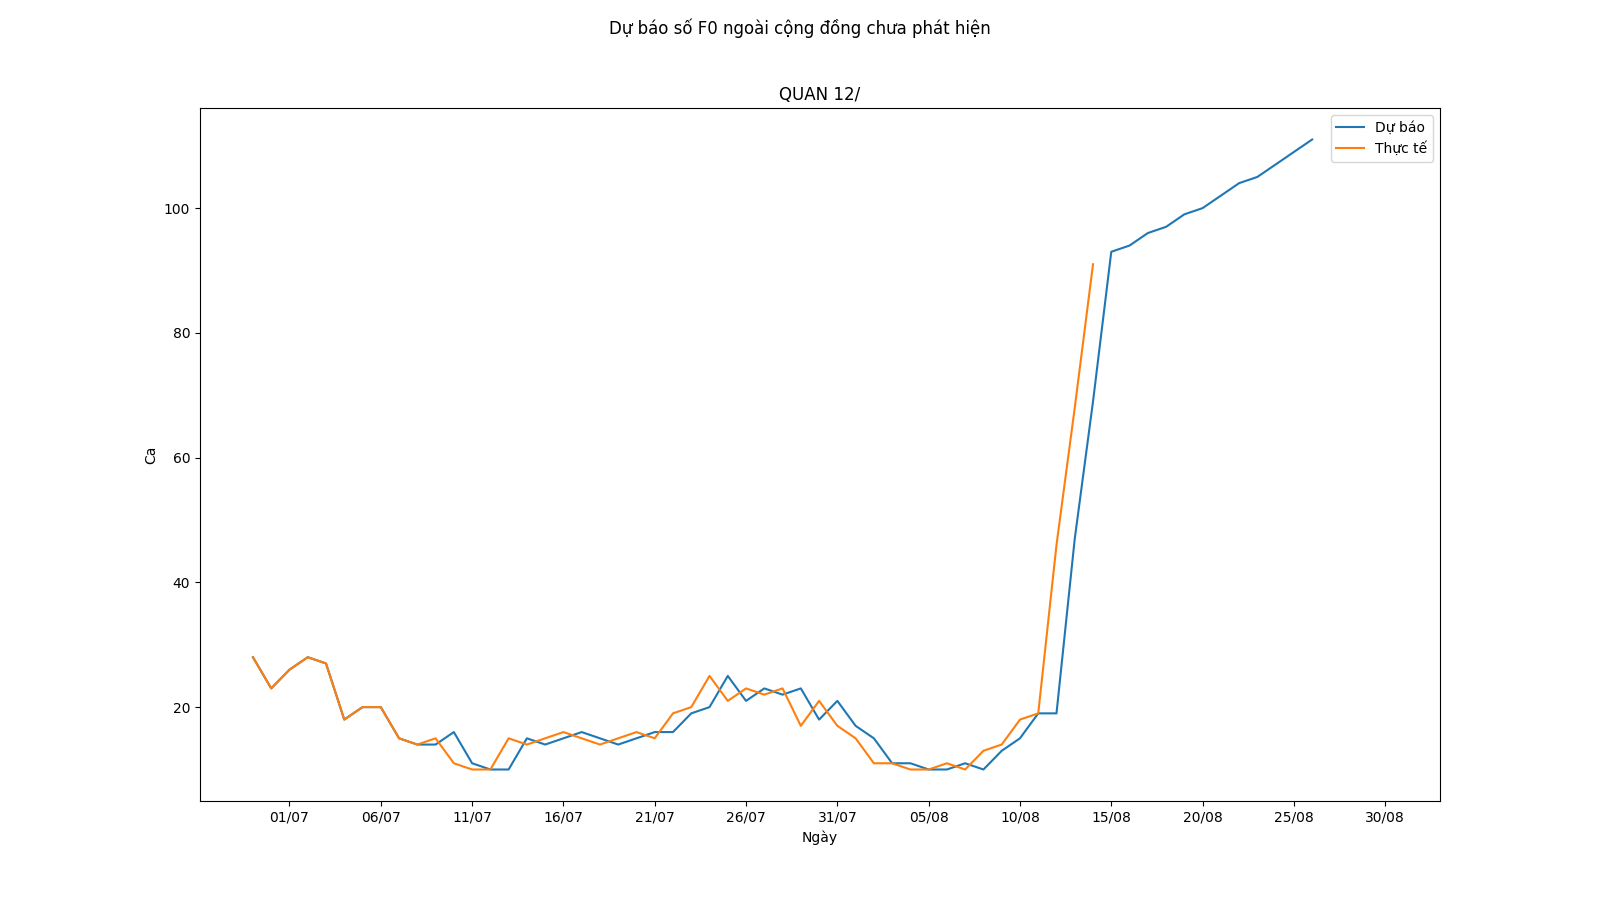 Dự báo số F0 ngoài cộng đồng chưa phát hiện
QUAN 12/
Dự báo
Thực tế
100
80
60
40
20
Ca
01/07 06/07 11/07 16/07 21/07 26/07 31/07 05/08 10/08 15/08 20/08 25/08 30/08
Ngày